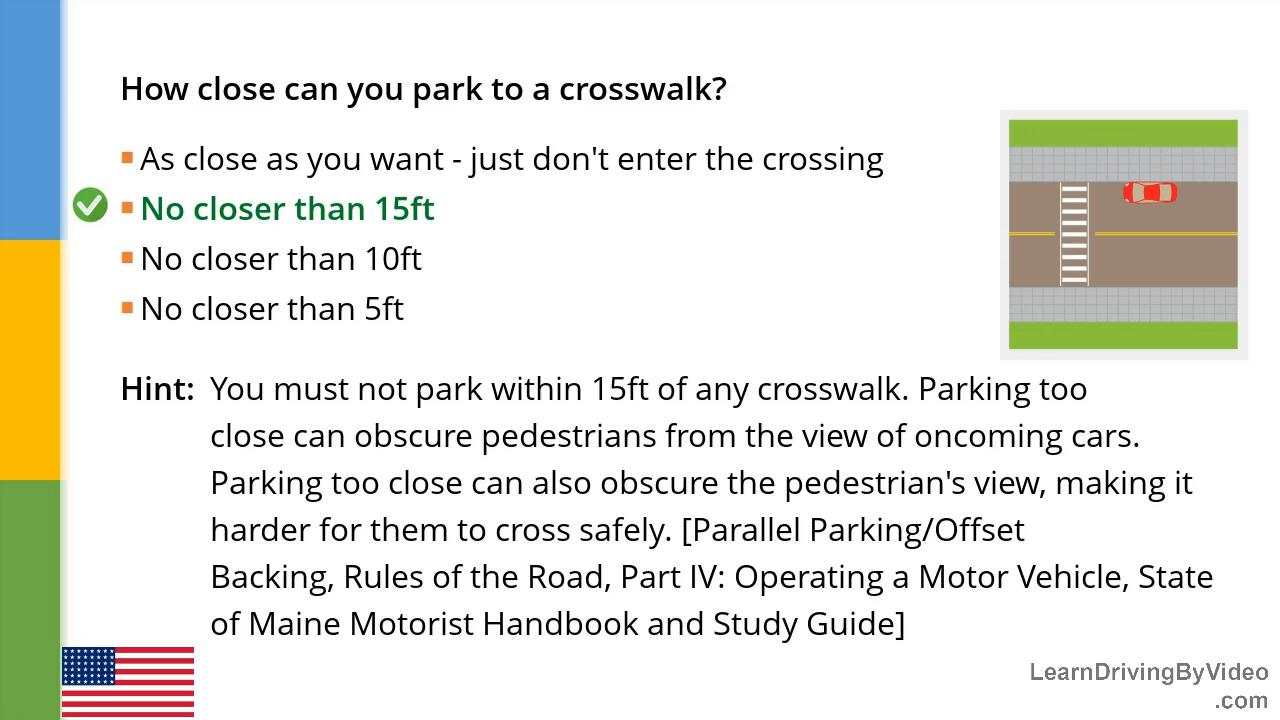 How close can you park to a crosswalk?
As close as you want - just don't enter the crossing
No closer than 15ft
No closer than 10ft
No closer than 5ft
Hint: You must not park within 15ft of any crosswalk. Parking too
close can obscure pedestrians from the view of oncoming cars.
Parking too close can also obscure the pedestrian's view, making it
harder for them to cross safely. [Parallel Parking/Offset
Backing, Rules of the Road, Part IV: Operating a Motor Vehicle, State
of Maine Motorist Handbook and Study Guide]
LearnDrivingByVideo
.com